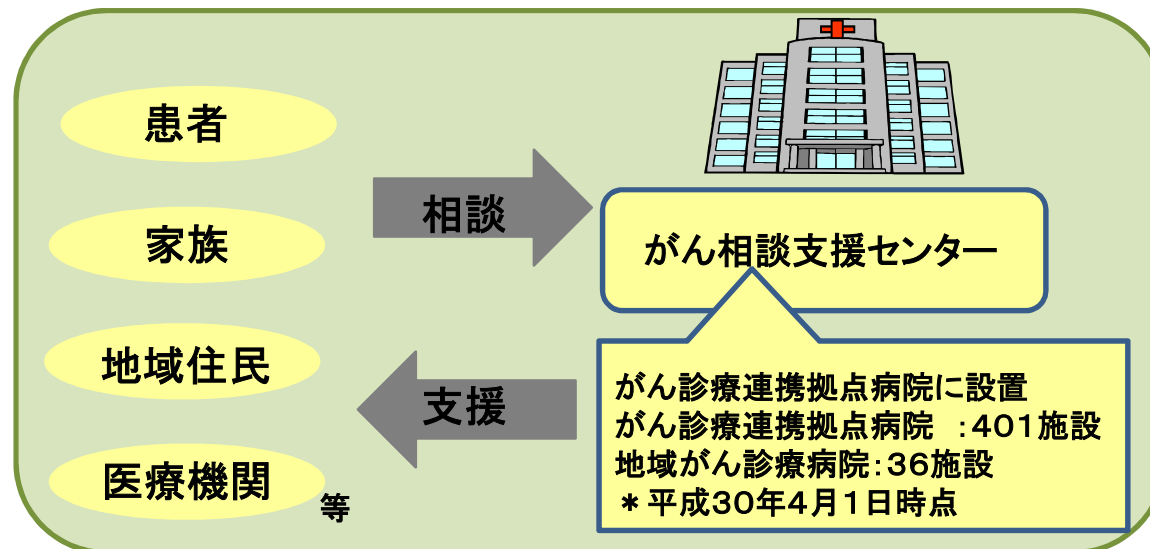 患者
家族
地域住民
医療機関
等
相談
支援
がん相談支援センター
がん診療連携拠点病院に設置
がん診療連携拠点病院 :401施設
地域がん診療病院:36施設
*平成30年4月1日時点